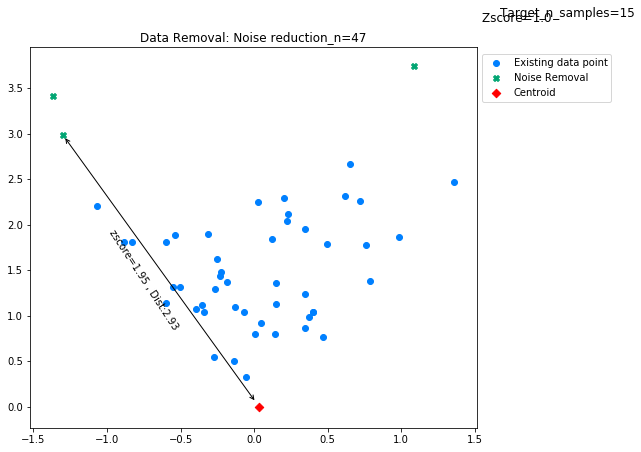 Target_n_samples=15
Zscore=1.0
Data Removal: Noise reduction_n=47
Existing data point
Noise Removal
Centroid
zscore=1.95 , Dist:2.93
3.5
3.0
2.5
2.0
1.5
1.0
0.5
0.0
−1.5 −1.0 −0.5 0.0 0.5 1.0 1.5